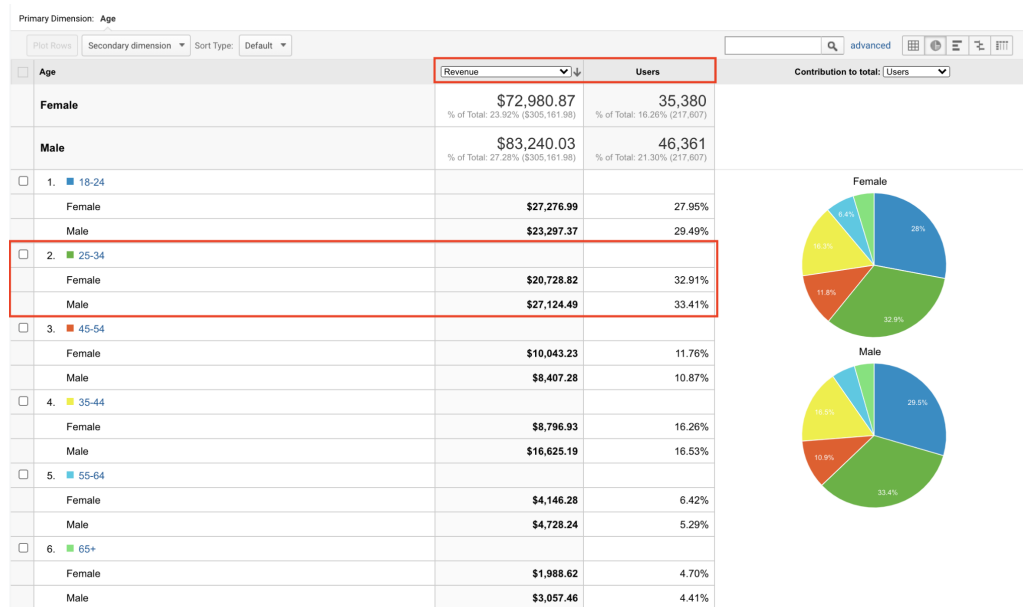 Primary Dimension: Age
Plot Rows Secondary dimension Sort Type: Default advanced
Age Revenue Users Contribution to total: Users
Female $72,980.87 35,380
% of Total: 23.92% ($305,161.98) % of Total: 16.26% (217,607)
Male $83,240.03 46,361
% of Total: 27.28% ($305,161.98) % of Total: 21.30% (217,607)
1. 18-24
Female $27,276.99 27.95%
Male $23,297.37 29.49%
2. 25-34
Female $20,728.82 32.91%
Male $27,124.49 33.41%
3. 45-54
Female $10,043.23 11.76%
Male $8,407.28 10.87%
4. 35-44
Female $8,796.93 16.26%
Male $16,625.19 16.53%
5. 55-64
Female $4,146.28 6.42%
Male $4,728.24 5.29%
6. 65+
Female $1,988.62 4.70%
Male $3,057.46 4.41%
Female
6.4%
28%
16.3%
11.8%
32.9%
Male
29.5%
16.5%
10.9%
33.4%